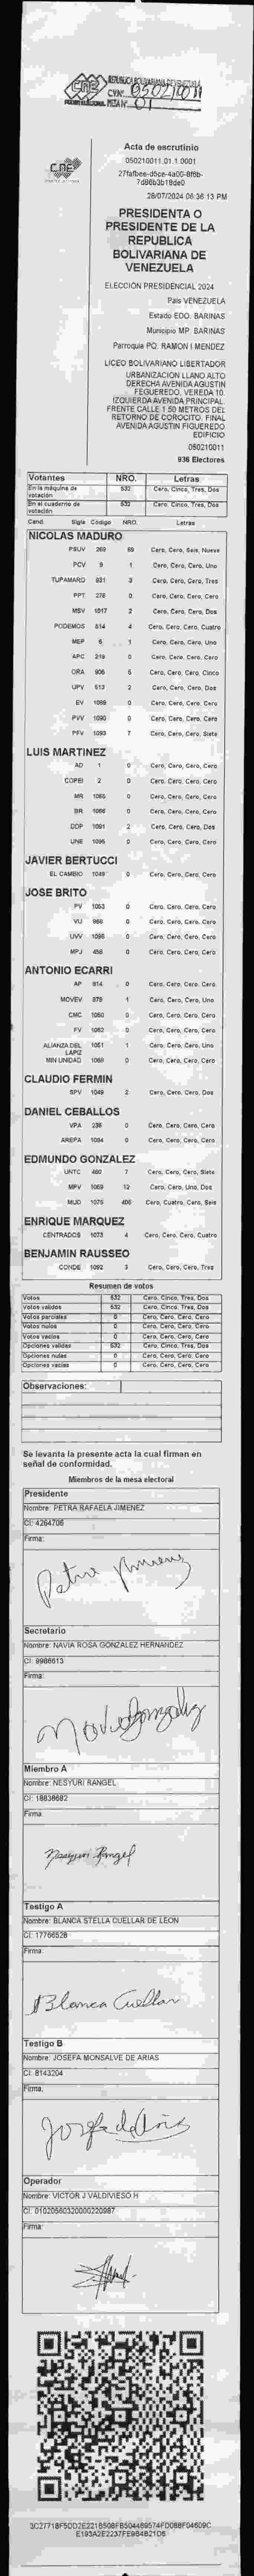 CNE
REPUBLICA BOLIVARIANA DE VENEZUELA
CVN° 050210011
PODER ELECTORAL MESA N° 01
CNE
Acta de escrutinio
050210011.01.1.0001
28/07/2024 06:36:13 PM
PRESIDENTA O
PRESIDENTE DE LA
REPUBLICA
BOLIVARIANA DE
VENEZUELA
ELECCIÓN PRESIDENCIAL 2024
País VENEZUELA
Estado EDO. BARINAS
Municipio MP. BARINAS
Parroquia PQ. RAMON I MENDEZ
LICEO BOLIVARIANO LIBERTADOR
URBANIZACION LLANO ALTO
DERECHA AVENIDA AGUSTIN
FEGUEREDO. VEREDA 10.
IZQUIERDA AVENIDA PRINCIPAL.
FRENTE CALLE 1 50 METROS DEL
RETORNO DE COROCITO. FINAL
AVENIDA AGUSTIN FIGUEREDO
EDIFICIO
050210011
936 Electores
Votantes NRO. Letras
En la máquina de votación 532 Cero, Cinco, Tres, Dos
En el cuaderno de votación 532 Cero, Cinco, Tres, Dos
Cand. Sigla Código NRO. Letras
NICOLAS MADURO
PSUV 269 69 Cero, Cero, Seis, Nueve
PCV 9 1 Cero, Cero, Cero, Uno
TUPAMARO 931 3 Cero, Cero, Cero, Tres
PPT 278 0 Cero, Cero, Cero, Cero
MSV 1017 2 Cero, Cero, Cero, Dos
PODEMOS 514 4 Cero, Cero, Cero, Cuatro
MEP 5 1 Cero, Cero, Cero, Uno
APC 219 0 Cero, Cero, Cero, Cero
ORA 906 5 Cero, Cero, Cero, Cinco
UPV 513 2 Cero, Cero, Cero, Dos
EV 1089 0 Cero, Cero, Cero, Cero
PVV 1090 0 Cero, Cero, Cero, Cero
PFV 1093 7 Cero, Cero, Cero, Siete
LUIS MARTINEZ
AD 1 0 Cero, Cero, Cero, Cero
COPEI 2 0 Cero, Cero, Cero, Cero
MR 0 Cero, Cero, Cero, Cero
BR 1066 0 Cero, Cero, Cero, Cero
DDP 1091 2 Cero, Cero, Cero, Dos
UNE 1095 0 Cero, Cero, Cero, Cero
JAVIER BERTUCCI
EL CAMBIO 1049 0 Cero, Cero, Cero, Cero
JOSE BRITO
PV 1053 0 Cero, Cero, Cero, Cero
VU 968 0 Cero, Cero, Cero, Cero
UVV 1096 0 Cero, Cero, Cero, Cero
MPJ 458 0 Cero, Cero, Cero, Cero
ANTONIO ECARRI
AP 814 0 Cero, Cero, Cero, Cero
MOVEV 879 1 Cero, Cero, Cero, Uno
CMC 1050 0 Cero, Cero, Cero, Cero
FV 1052 0 Cero, Cero, Cero, Cero
ALIANZA DEL LAPIZ 1051 1 Cero, Cero, Cero, Uno
MIN UNIDAD 1069 0 Cero, Cero, Cero, Cero
CLAUDIO FERMIN
SPV 1049 2 Cero, Cero, Cero, Dos
DANIEL CEBALLOS
VPA 236 0 Cero, Cero, Cero, Cero
AREPA 1094 0 Cero, Cero, Cero, Cero
EDMUNDO GONZALEZ
UNTC 460 7 Cero, Cero, Cero, Siete
MPV 1069 12 Cero, Cero, Uno, Dos
MUD 1075 406 Cero, Cuatro, Cero, Seis
ENRIQUE MARQUEZ
CENTRADOS 1073 4 Cero, Cero, Cero, Cuatro
BENJAMIN RAUSSEO
CONDE 1092 3 Cero, Cero, Cero, Tres
Resumen de votos
Votos 532 Cero, Cinco, Tres, Dos
Votos válidos 532 Cero, Cinco, Tres, Dos
Votos parciales 0 Cero, Cero, Cero, Cero
Votos nulos 0 Cero, Cero, Cero, Cero
Votos vacíos 0 Cero, Cero, Cero, Cero
Opciones válidas 532 Cero, Cinco, Tres, Dos
Opciones nulas 0 Cero, Cero, Cero, Cero
Opciones vacías 0 Cero, Cero, Cero, Cero
Observaciones:
Se levanta la presente acta la cual firman en
señal de conformidad.
Miembros de la mesa electoral
Presidente
Nombre: PETRA RAFAELA JIMENEZ
CI: 4264706
Firma:
Petra Jimenez
Secretario
Nombre: NAVIA ROSA GONZALEZ HERNANDEZ
CI: 9986613
Firma:
Miembro A
Nombre: NESYURI RANGEL
CI: 18838682
Firma:
Nesyuri Rangel
Testigo A
Nombre: BLANCA STELLA CUELLAR DE LEON
CI: 17766528
Firma:
Blanca Cuellar
Testigo B
Nombre: JOSEFA MONSALVE DE ARIAS
CI: 8143204
Firma:
Operador
Nombre: VICTOR J VALDIVIESO H
CI: 01020560320000220987
Firma: